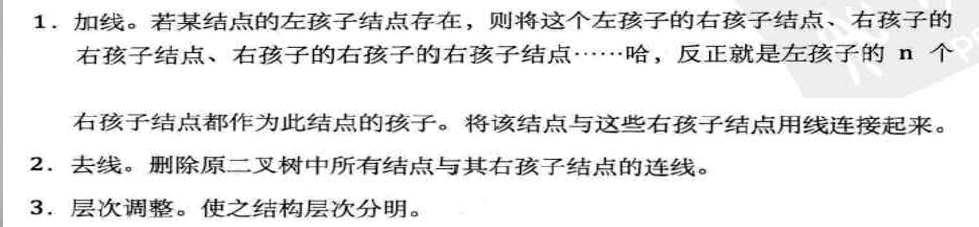 1. 加线。若某结点的左孩子结点存在，则将这个左孩子的右孩子结点、右孩子的
右孩子结点、右孩子的右孩子的右孩子结点……哈，反正就是左孩子的 n 个
右孩子结点都作为此结点的孩子。将该结点与这些右孩子结点用线连接起来。
2. 去线。删除原二叉树中所有结点与其右孩子结点的连线。
3. 层次调整。使之结构层次分明。